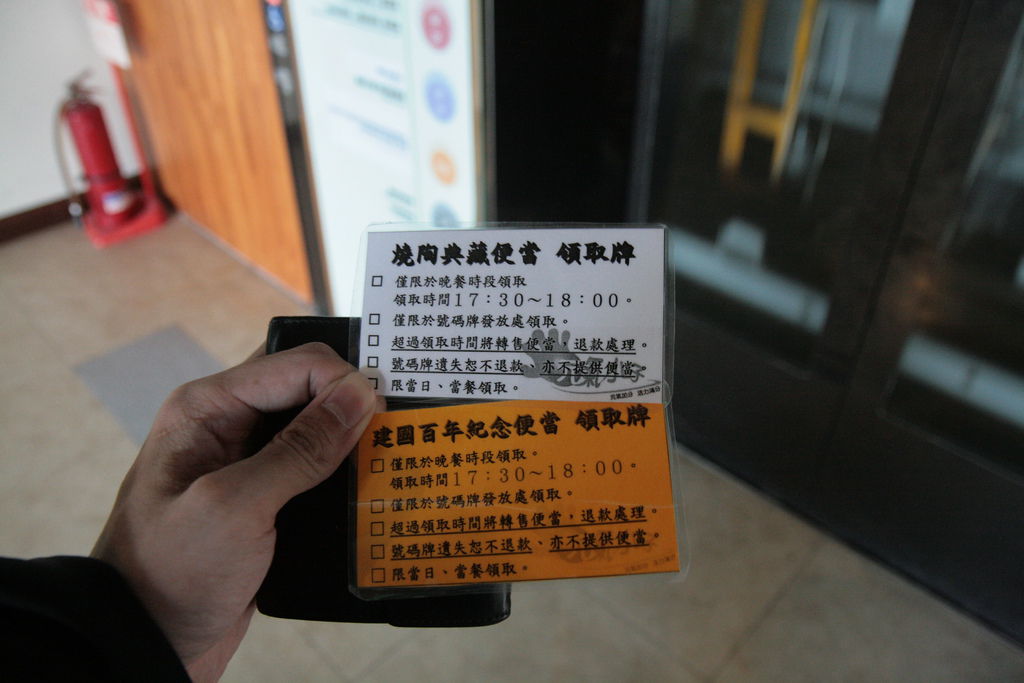 燒陶典藏便當 領取牌
□ 僅限於晚餐時段領取
領取時間17：30～18：00。
□ 僅限於號碼牌發放處領取。
□ 超過領取時間將轉售便當，退款處理。
□ 號碼牌遺失恕不退款、亦不提供便當。
限當日、當餐領取。
元氣加分 活力滿分
建國百年紀念便當 領取牌
□ 僅限於晚餐時段領取。
領取時間17：30～18：00。
□ 僅限於號碼牌發放處領取。
□ 超過領取時間將轉售便當，退款處理。
□ 號碼牌遺失恕不退款、亦不提供便當。
□ 限當日、當餐領取。